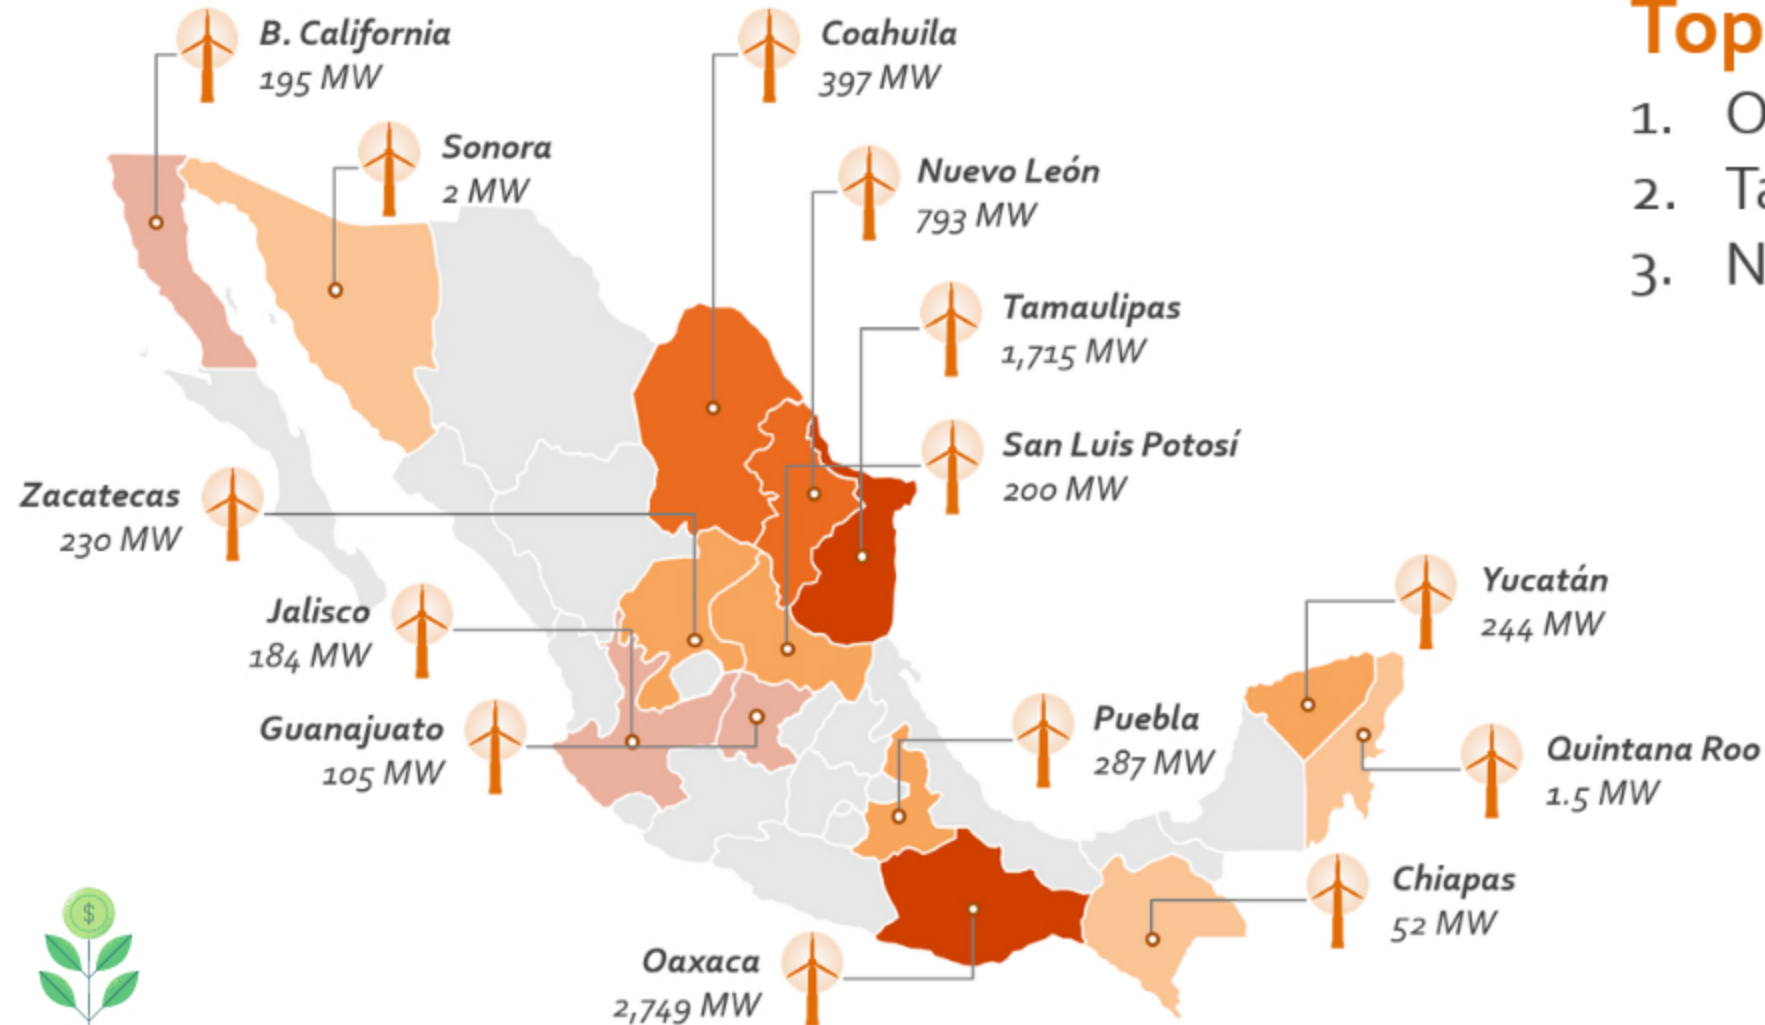 B. California
195 MW
Coahuila
397 MW
Top
1. O
2. Ta
3. N
Sonora
2 MW
Nuevo León
793 MW
Tamaulipas
1,715 MW
San Luis Potosí
200 MW
Zacatecas
230 MW
Yucatán
244 MW
Jalisco
184 MW
Guanajuato
105 MW
Puebla
287 MW
Quintana Roo
1.5 MW
Chiapas
52 MW
Oaxaca
2,749 MW
$